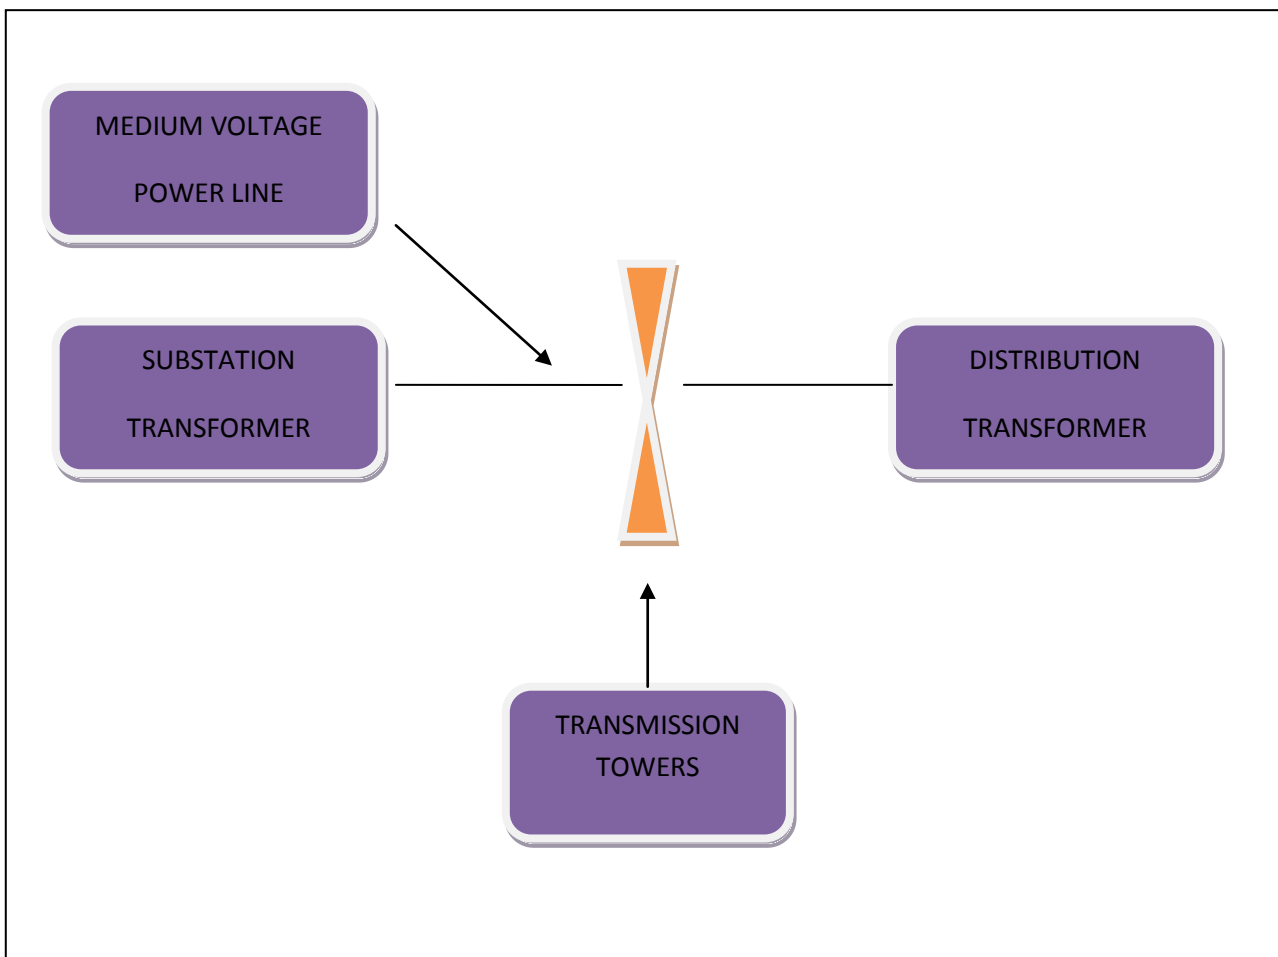 MEDIUM VOLTAGE
POWER LINE
SUBSTATION
TRANSFORMER
DISTRIBUTION
TRANSFORMER
TRANSMISSION
TOWERS